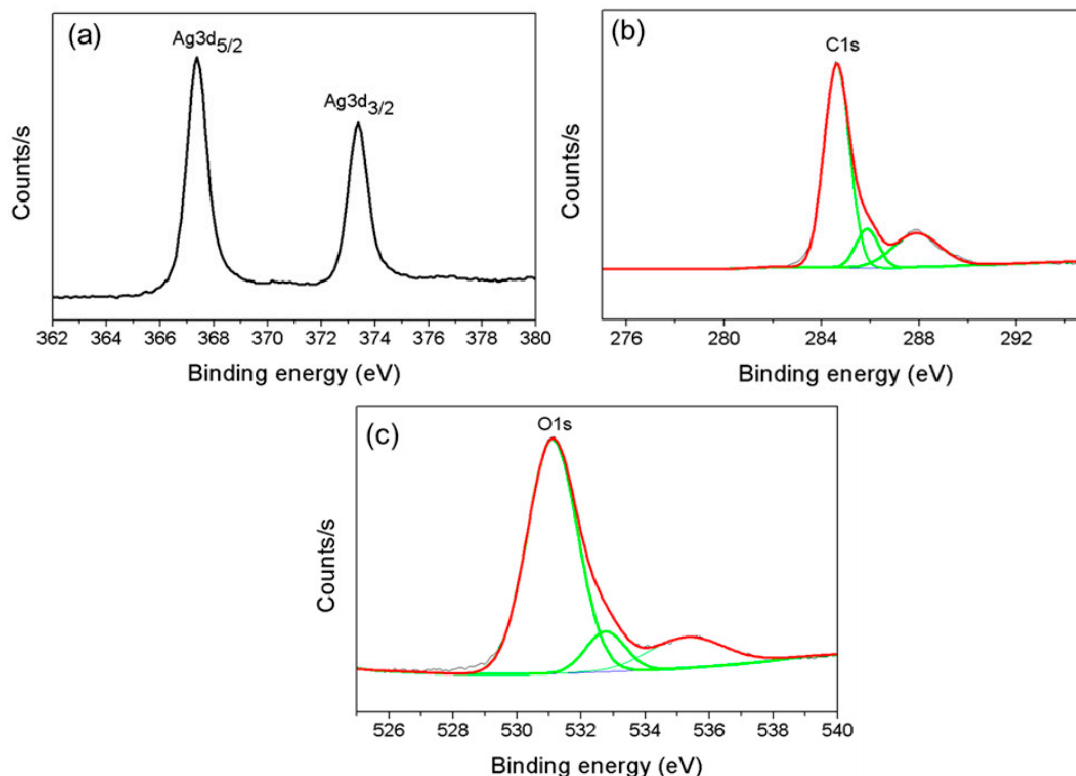 (a)
Ag3d5/2
Ag3d3/2
Counts/s
362 364 366 368 370 372 374 376 378 380
Binding energy (eV)
(b)
C1s
Counts/s
276 280 284 288 292
Binding energy (eV)
(c)
O1s
Counts/s
526 528 530 532 534 536 538 540
Binding energy (eV)